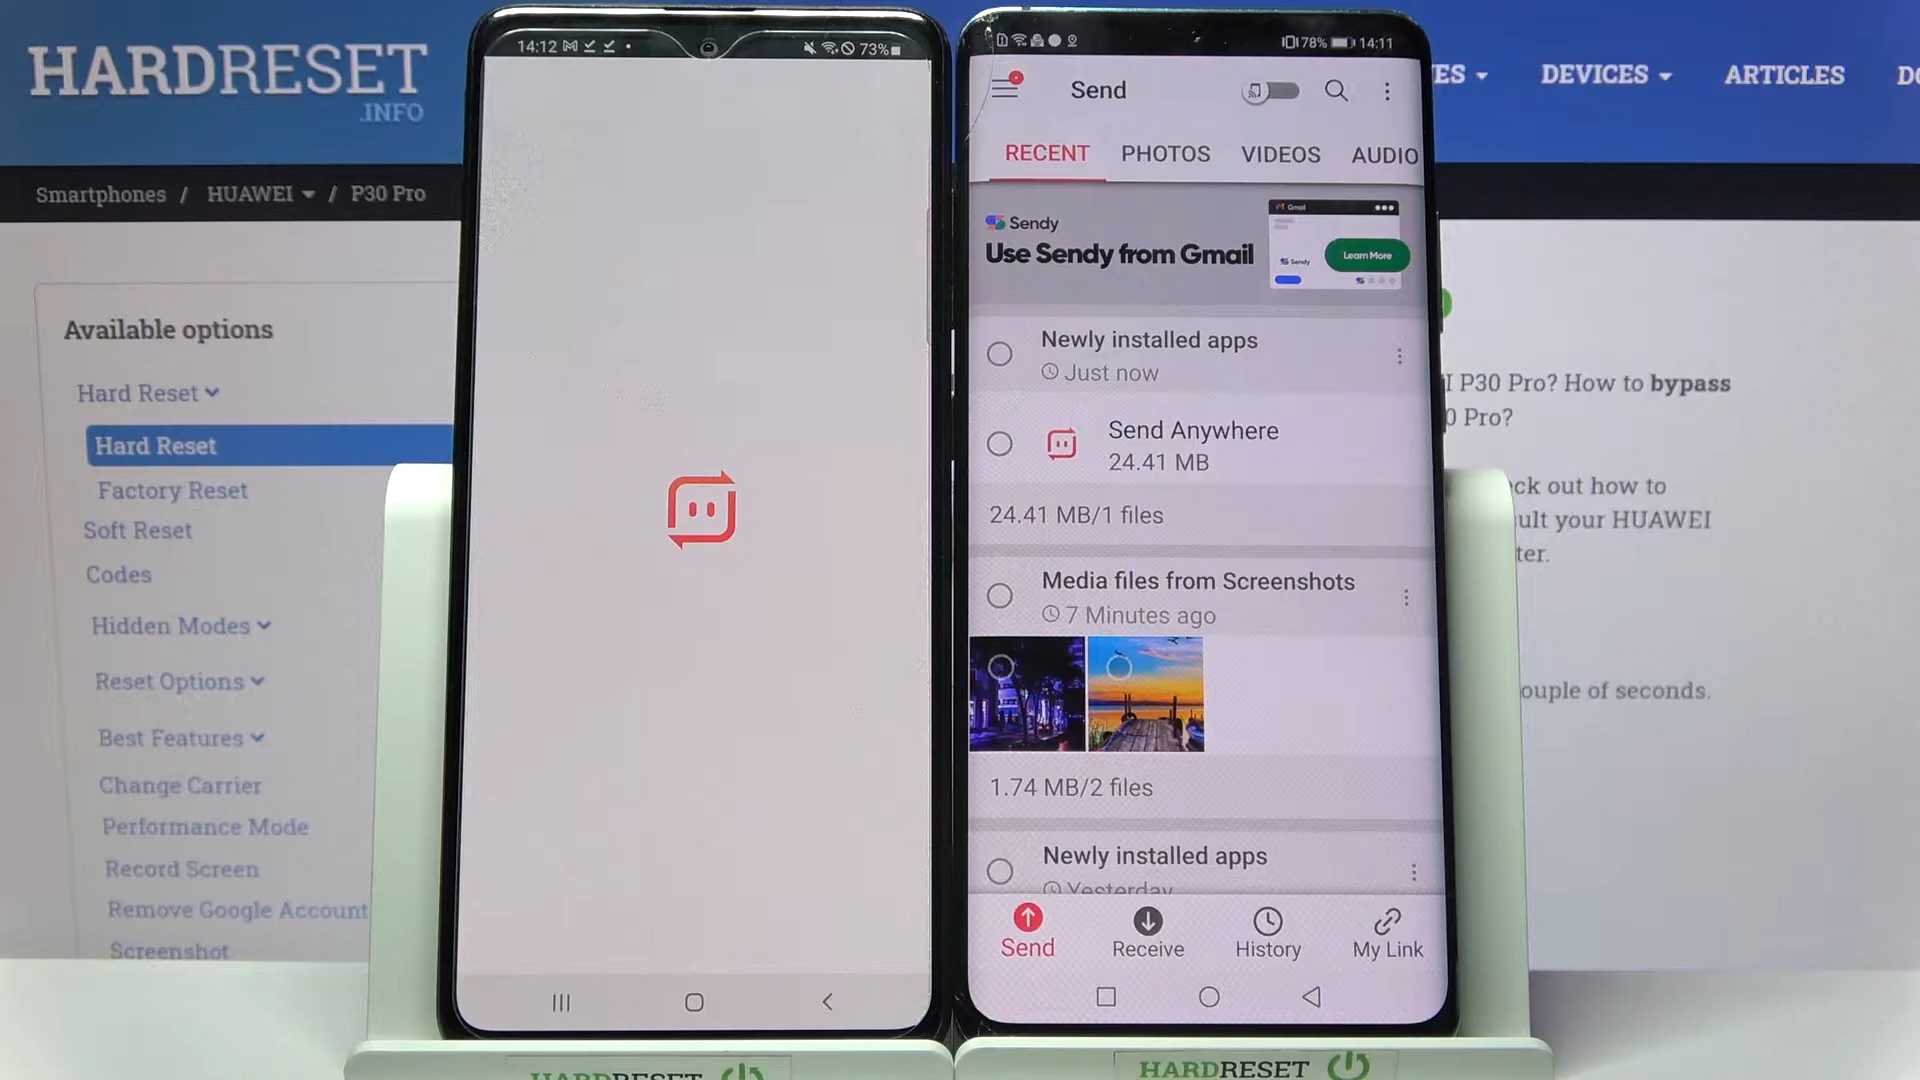 HARDRESET
.INFO
DEVICES
ARTICLES
Smartphones / HUAWEI / P30 Pro
Available options
Hard Reset
Hard Reset
Factory Reset
Soft Reset
Codes
Hidden Modes
Reset Options
Best Features
Change Carrier
Performance Mode
Record Screen
Remove Google Account
Screenshot
14:12
73%
78% 14:11
Send
RECENT PHOTOS VIDEOS AUDIO
Sendy
Use Sendy from Gmail
Gmail
Sendy
Learn More
Newly installed apps
Just now
Send Anywhere
24.41 MB
24.41 MB/1 files
Media files from Screenshots
7 Minutes ago
1.74 MB/2 files
Newly installed apps
Yesterday
Send Receive History My Link
P30 Pro? How to bypass
Pro?
out how to
your HUAWEI
of seconds.
HARDRESET
HARDRESET